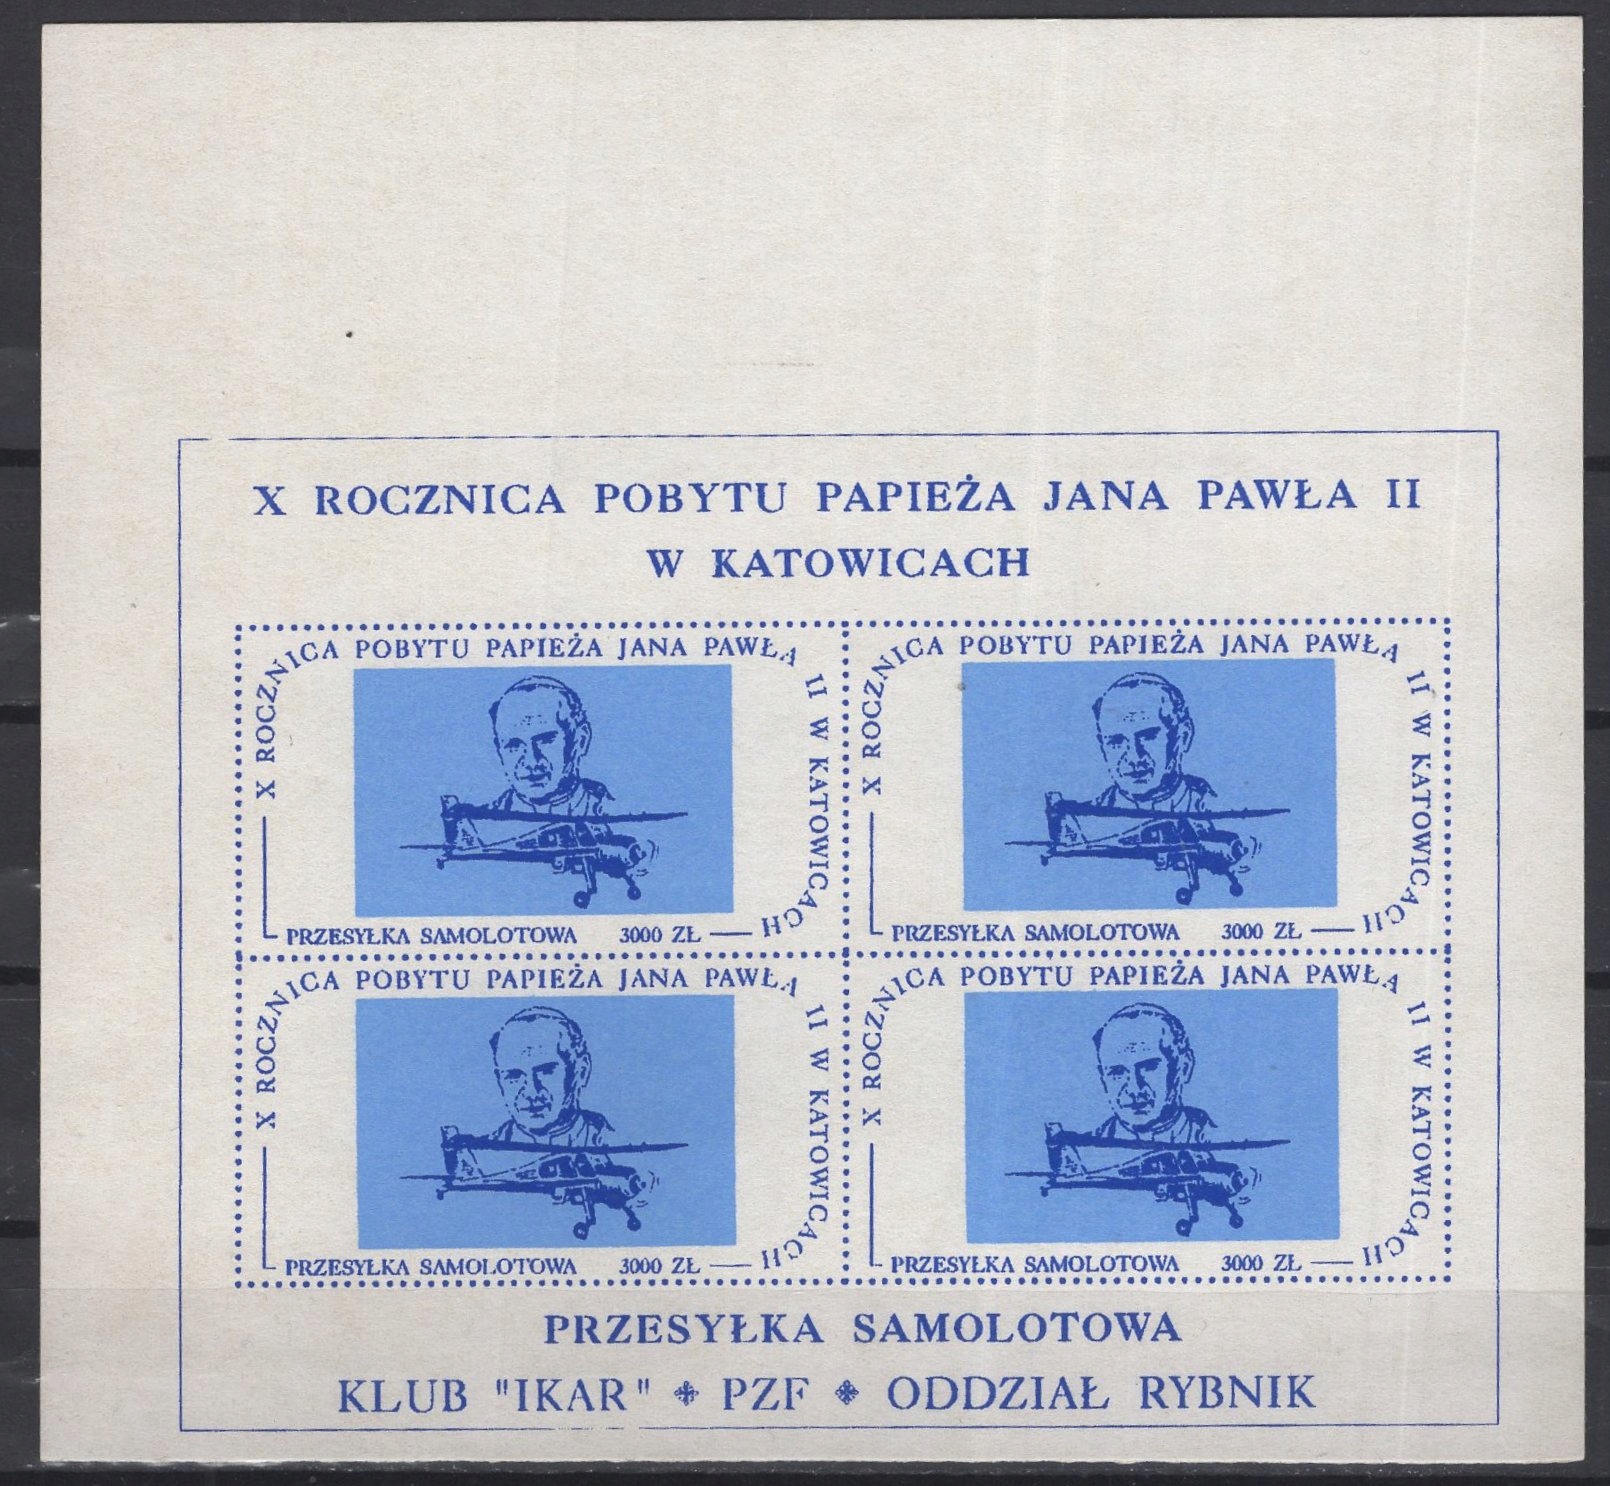 X ROCZNICA POBYTU PAPIEŻA JANA PAWŁA II
W KATOWICACH
X ROCZNICA POBYTU PAPIEŻA JANA PAWŁA II W KATOWICACH
PRZESYŁKA SAMOLOTOWA 3000 ZŁ
X ROCZNICA POBYTU PAPIEŻA JANA PAWŁA II W KATOWICACH
PRZESYŁKA SAMOLOTOWA 3000 ZŁ
X ROCZNICA POBYTU PAPIEŻA JANA PAWŁA II W KATOWICACH
PRZESYŁKA SAMOLOTOWA 3000 ZŁ
X ROCZNICA POBYTU PAPIEŻA JANA PAWŁA II W KATOWICACH
PRZESYŁKA SAMOLOTOWA 3000 ZŁ
PRZESYŁKA SAMOLOTOWA
KLUB "IKAR" ❉ PZF ❉ ODDZIAŁ RYBNIK